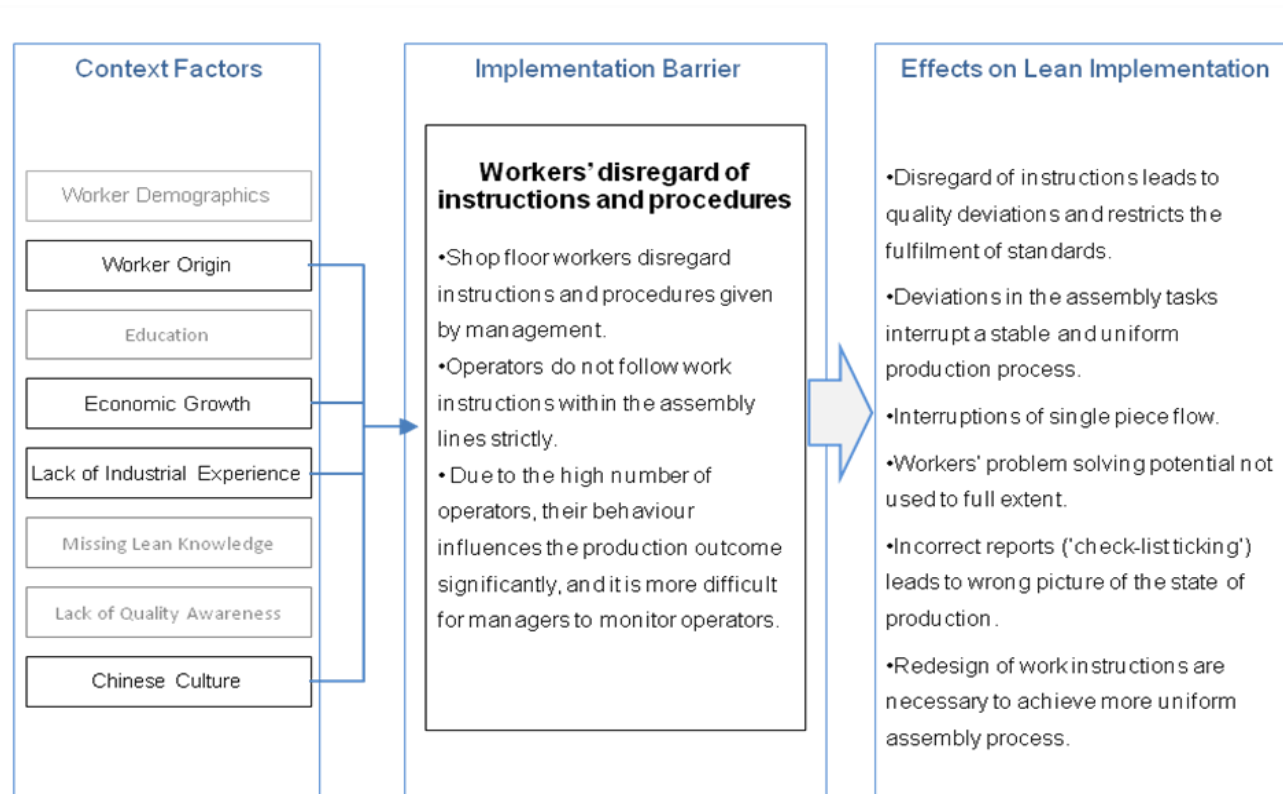 Context Factors
Worker Demographics
Worker Origin
Education
Economic Growth
Lack of Industrial Experience
Missing Lean Knowledge
Lack of Quality Awareness
Chinese Culture
Implementation Barrier
Workers' disregard of
instructions and procedures
•Shop floor workers disregard
instructions and procedures given
by management.
•Operators do not follow work
instructions within the assembly
lines strictly.
• Due to the high number of
operators, their behaviour
influences the production outcome
significantly, and it is more difficult
for managers to monitor operators.
Effects on Lean Implementation
•Disregard of instructions leads to
quality deviations and restricts the
fulfilment of standards.
•Deviations in the assembly tasks
interrupt a stable and uniform
production process.
•Interruptions of single piece flow.
•Workers' problem solving potential not
used to full extent.
•Incorrect reports ('check-list ticking')
leads to wrong picture of the state of
production.
•Redesign of work instructions are
necessary to achieve more uniform
assembly process.